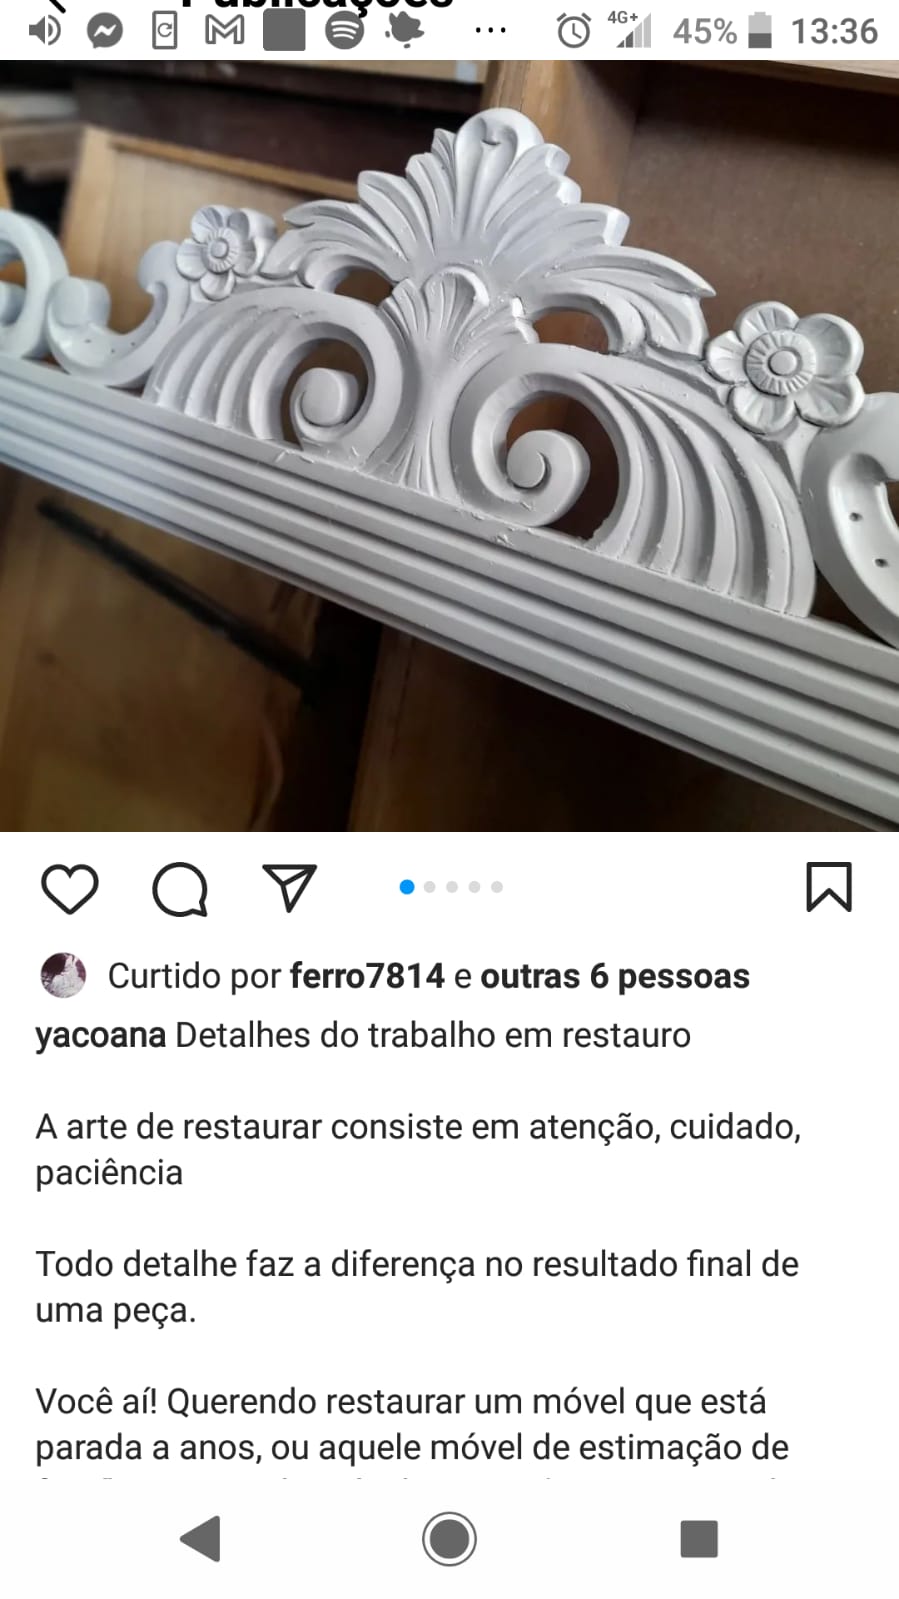 Publicações
4G+ 45% 13:36
Curtido por ferro7814 e outras 6 pessoas
yacoana Detalhes do trabalho em restauro
A arte de restaurar consiste em atenção, cuidado,
paciência
Todo detalhe faz a diferença no resultado final de
uma peça.
Você aí! Querendo restaurar um móvel que está
parada a anos, ou aquele móvel de estimação de